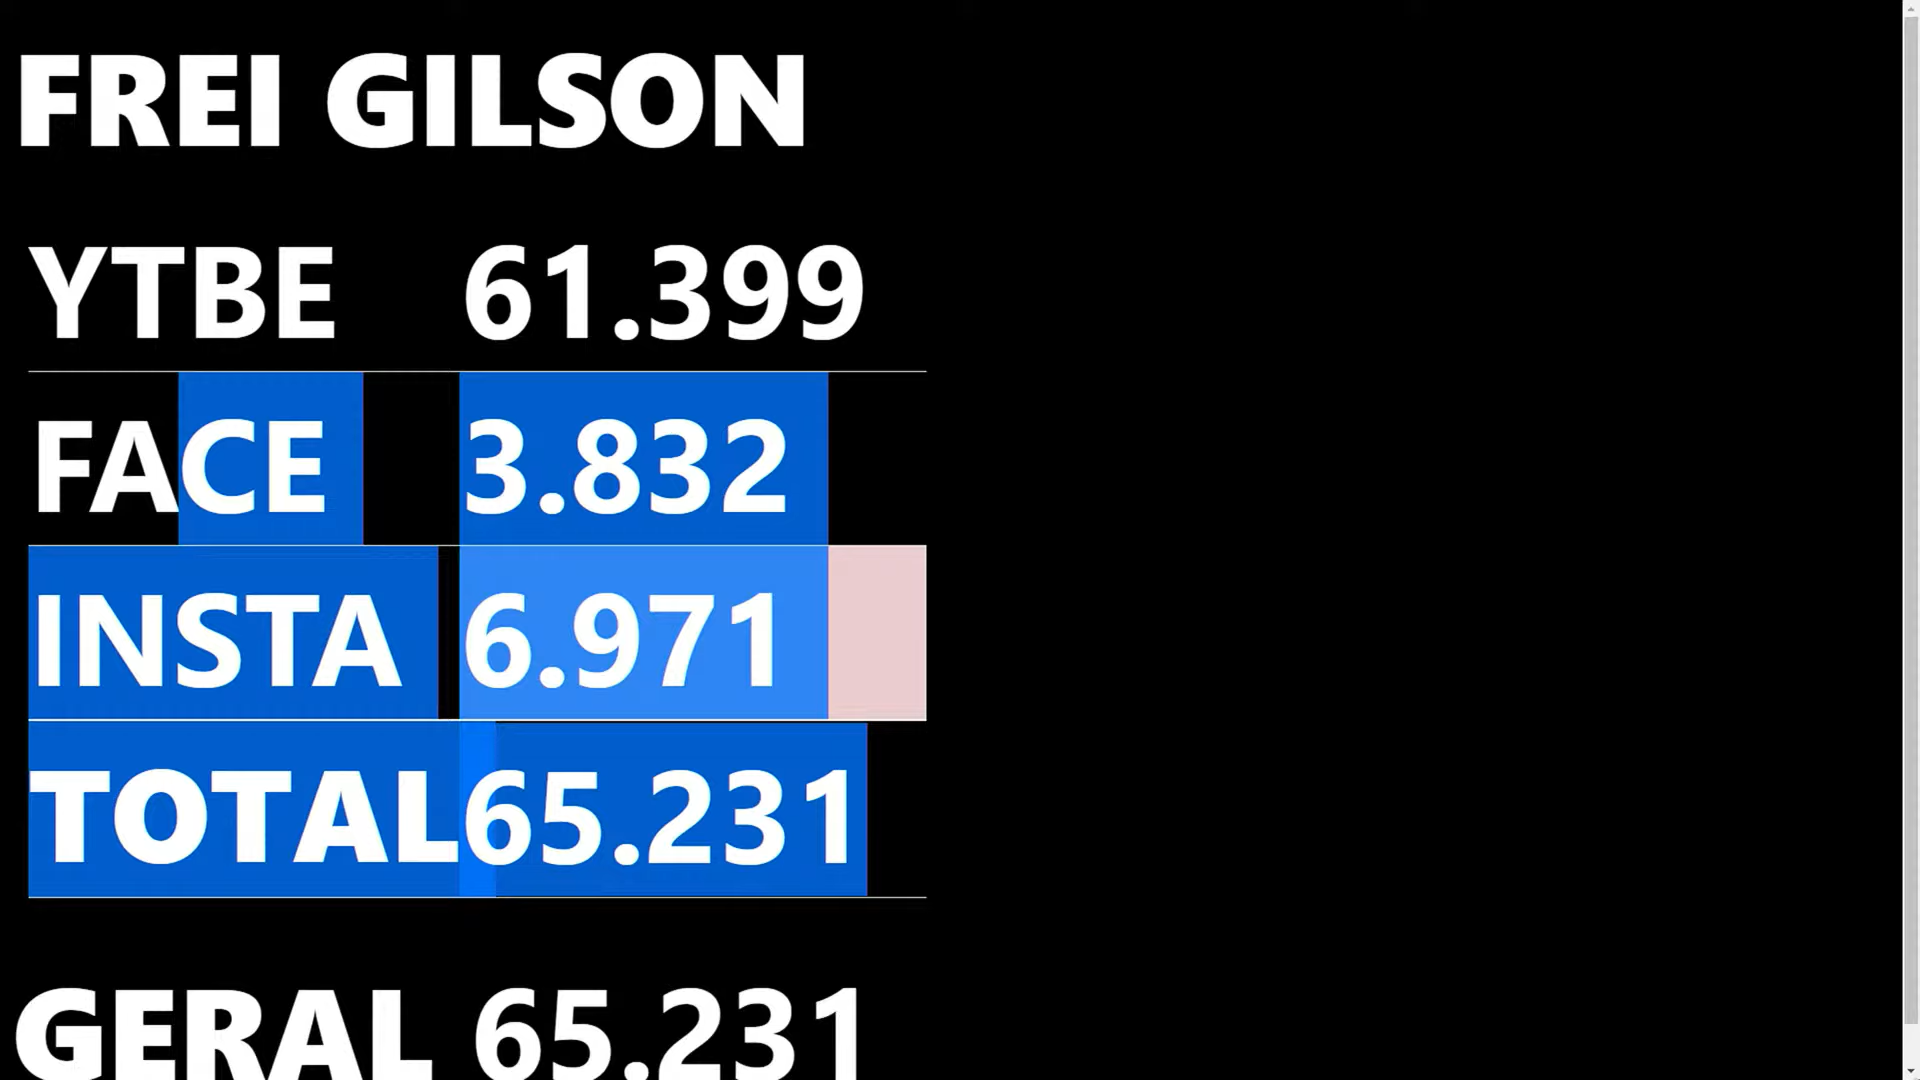 FREI GILSON
YTBE 61.399
FACE 3.832
INSTA 6.971
TOTAL 65.231
GERAL 65.231